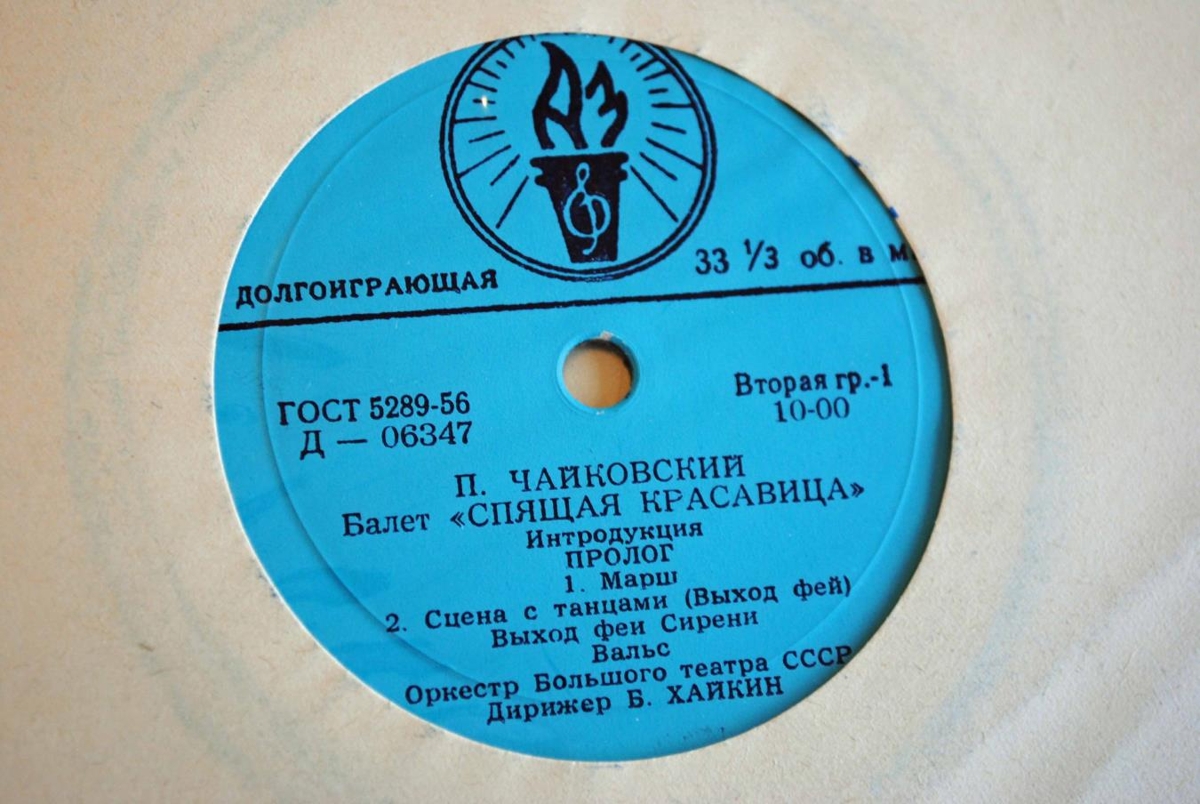 АЗ
ДОЛГОИГРАЮЩАЯ
33 ⅓ об. в м
ГОСТ 5289-56
Д — 06347
Вторая гр.-1
10-00
П. ЧАЙКОВСКИЙ
Балет «СПЯЩАЯ КРАСАВИЦА»
Интродукция
ПРОЛОГ
1. Марш
2. Сцена с танцами (Выход фей)
Выход феи Сирени
Вальс
Оркестр Большого театра СССР
Дирижер Б. ХАЙКИН